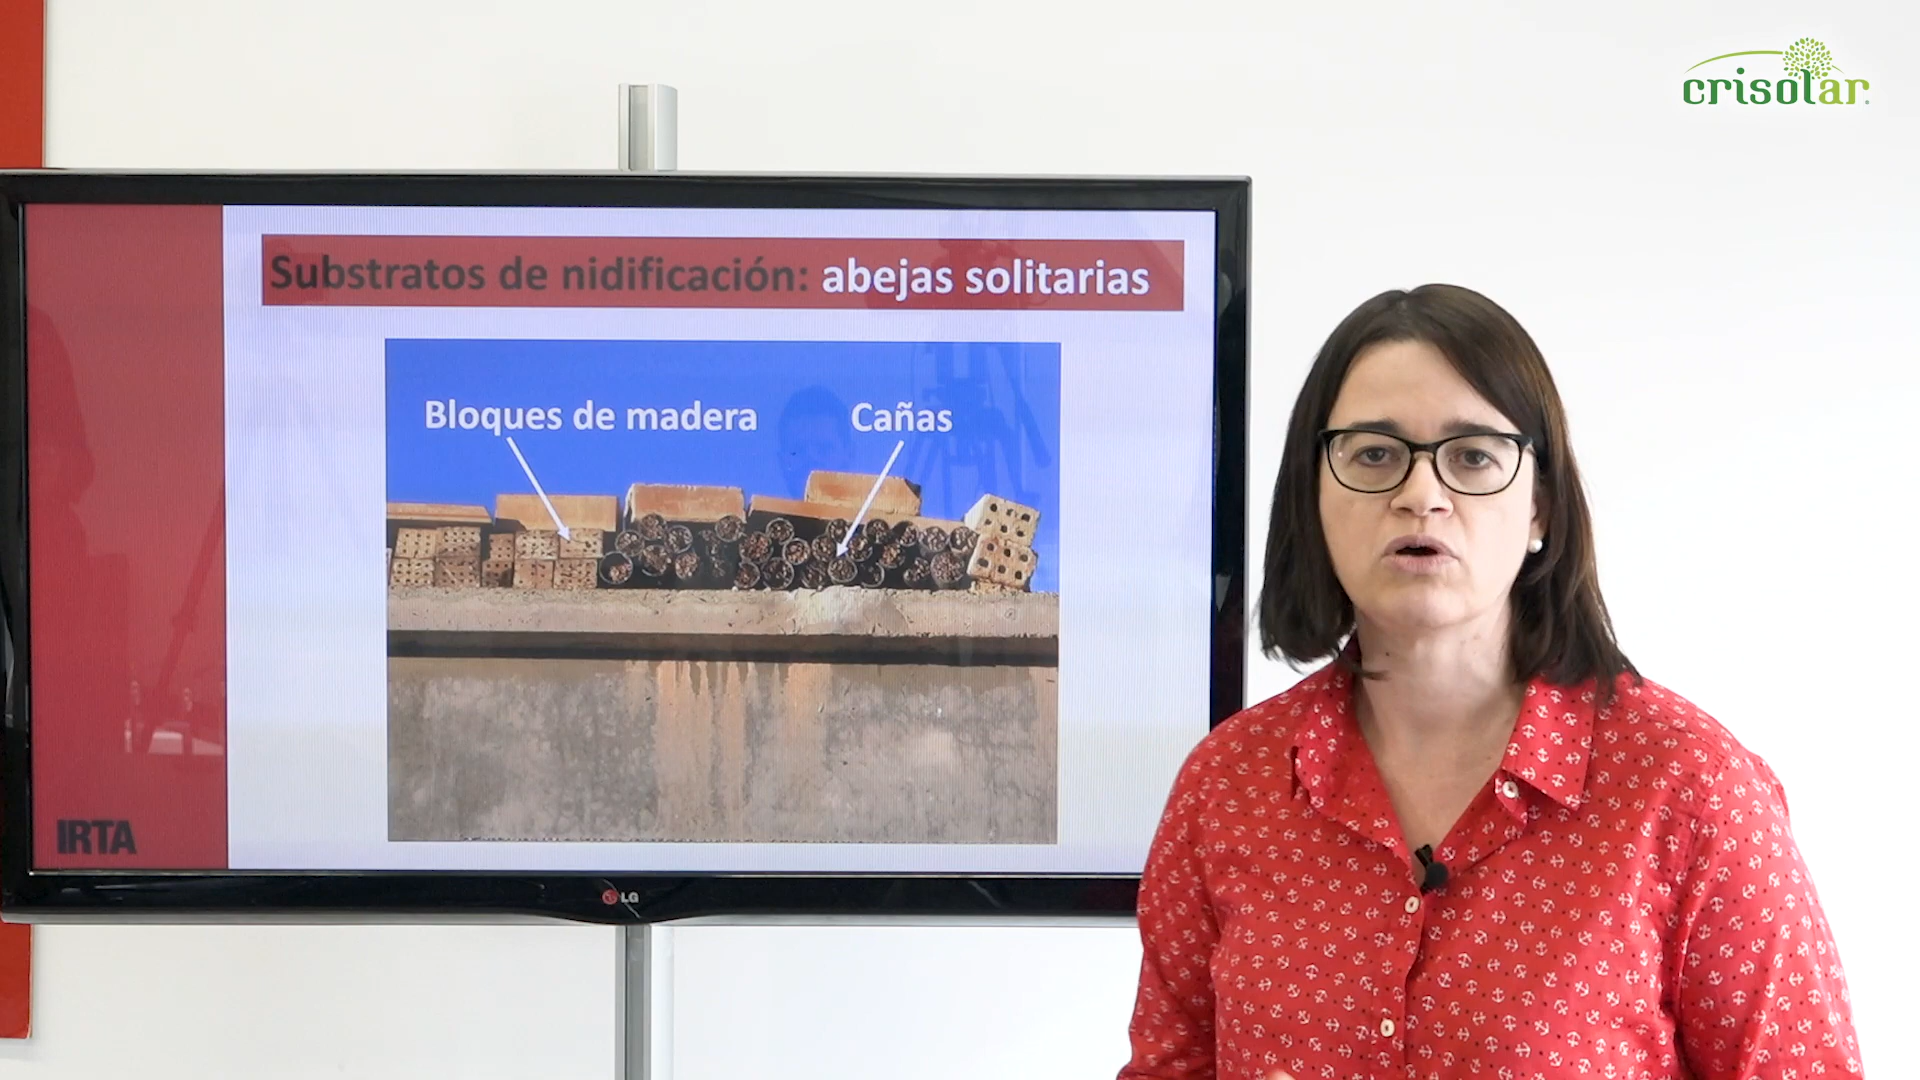 crisolar
Substratos de nidificación: abejas solitarias
Bloques de madera
Cañas
IRTA
LG